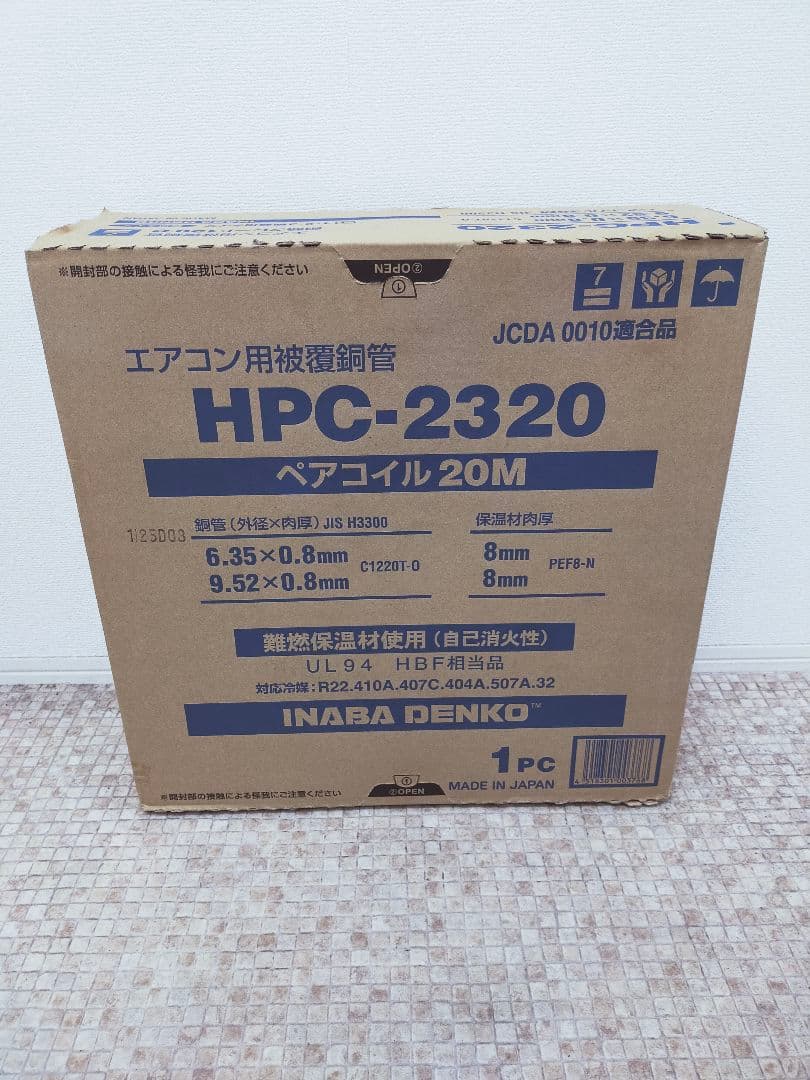 HPC-2320
※開封部の接触による怪我にご注意ください
②OPEN
①
7
JCDA 0010適合品
エアコン用被覆銅管
HPC-2320
ペアコイル20M
銅管(外径×肉厚)JIS H3300
保温材肉厚
6.35×0.8mm
9.52×0.8mm
C1220T-O
8mm
8mm
PEF8-N
難燃保温材使用(自己消火性)
UL94 HBF相当品
対応冷媒:R22.410A.407C.404A.507A.32
INABA DENKO™
1PC
MADE IN JAPAN
①
②OPEN
※開封部の接触による怪我にご注意ください